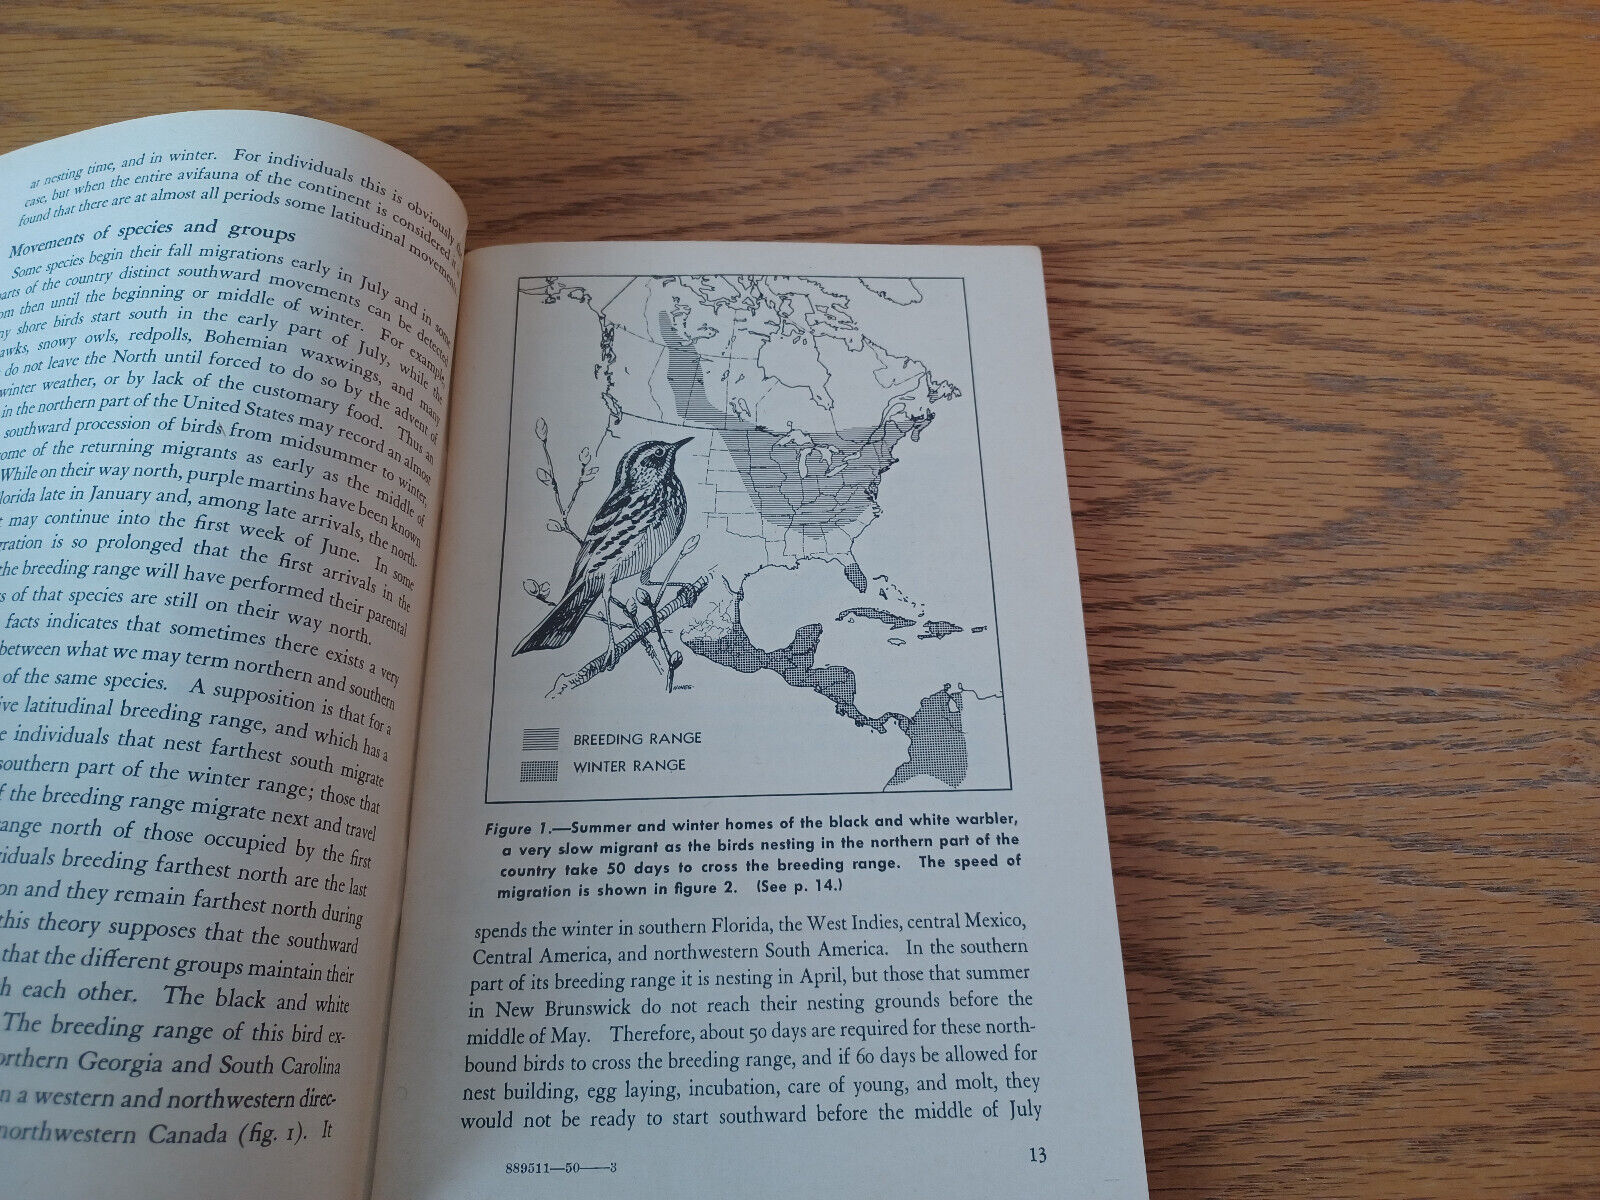 at nesting time, and in winter. For individuals this is obviously the
case, but when the entire avifauna of the continent is considered it
found that there are at almost all periods some latitudinal movements
Movements of species and groups
Some species begin their fall migrations early in July and in some
parts of the country distinct southward movements can be detected
from then until the beginning or middle of winter. For example,
ny shore birds start south in the early part of July, while the
awks, snowy owls, redpolls, Bohemian waxwings, and many
do not leave the North until forced to do so by the advent of
winter weather, or by lack of the customary food. Thus an
in the northern part of the United States may record an almost
southward procession of birds from midsummer to winter,
ome of the returning migrants as early as the middle of
While on their way north, purple martins have been known
lorida late in January and, among late arrivals, the north-
t may continue into the first week of June. In some
gration is so prolonged that the first arrivals in the
the breeding range will have performed their parental
s of that species are still on their way north.
facts indicates that sometimes there exists a very
between what we may term northern and southern
of the same species. A supposition is that for a
ive latitudinal breeding range, and which has a
e individuals that nest farthest south migrate
southern part of the winter range; those that
f the breeding range migrate next and travel
ange north of those occupied by the first
viduals breeding farthest north are the last
on and they remain farthest north during
this theory supposes that the southward
that the different groups maintain their
h each other. The black and white
The breeding range of this bird ex-
orthern Georgia and South Carolina
n a western and northwestern direc-
northwestern Canada (fig. 1). It
HINES
BREEDING RANGE
WINTER RANGE
Figure 1.—Summer and winter homes of the black and white warbler,
a very slow migrant as the birds nesting in the northern part of the
country take 50 days to cross the breeding range. The speed of
migration is shown in figure 2. (See p. 14.)
spends the winter in southern Florida, the West Indies, central Mexico,
Central America, and northwestern South America. In the southern
part of its breeding range it is nesting in April, but those that summer
in New Brunswick do not reach their nesting grounds before the
middle of May. Therefore, about 50 days are required for these north-
bound birds to cross the breeding range, and if 60 days be allowed for
nest building, egg laying, incubation, care of young, and molt, they
would not be ready to start southward before the middle of July
889511—50——3
13